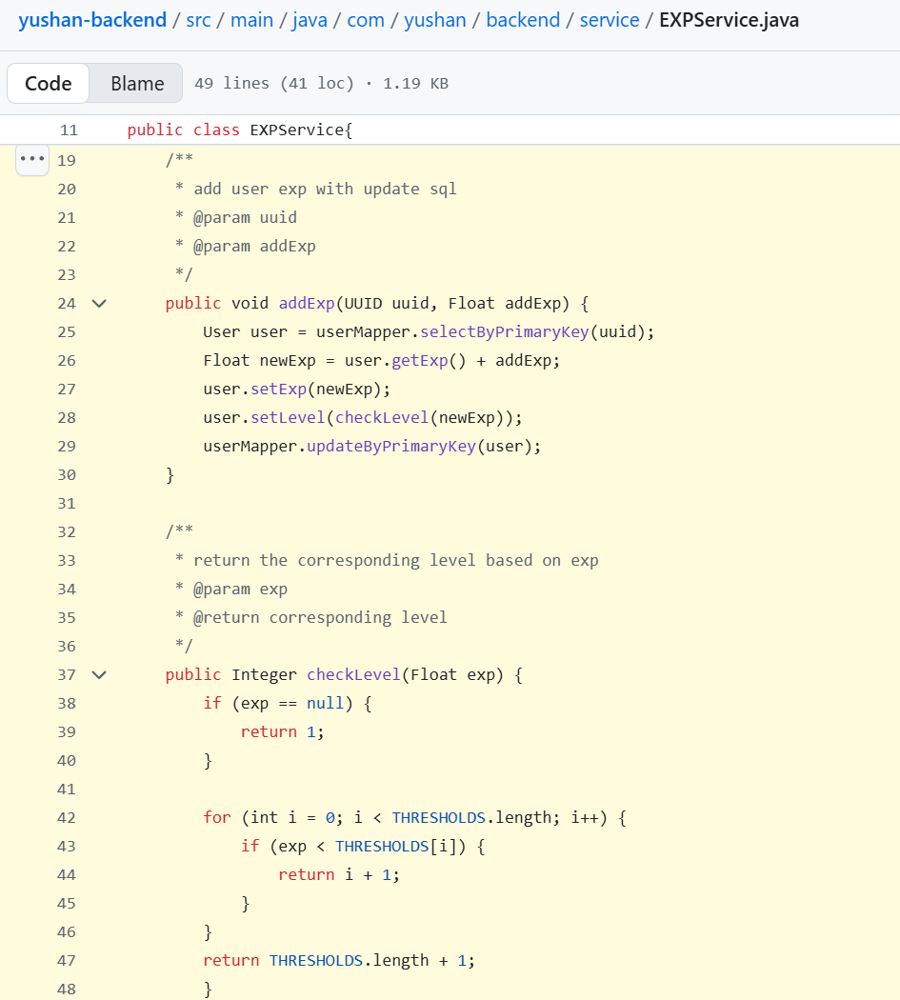 yushan-backend / src / main / java / com / yushan / backend / service / EXPService.java
Code Blame 49 lines (41 loc) · 1.19 KB
11 public class EXPService{
19 /**
20 * add user exp with update sql
21 * @param uuid
22 * @param addExp
23 */
24 public void addExp(UUID uuid, Float addExp) {
25 User user = userMapper.selectByPrimaryKey(uuid);
26 Float newExp = user.getExp() + addExp;
27 user.setExp(newExp);
28 user.setLevel(checkLevel(newExp));
29 userMapper.updateByPrimaryKey(user);
30 }
31
32 /**
33 * return the corresponding level based on exp
34 * @param exp
35 * @return corresponding level
36 */
37 public Integer checkLevel(Float exp) {
38 if (exp == null) {
39 return 1;
40 }
41
42 for (int i = 0; i < THRESHOLDS.length; i++) {
43 if (exp < THRESHOLDS[i]) {
44 return i + 1;
45 }
46 }
47 return THRESHOLDS.length + 1;
48 }